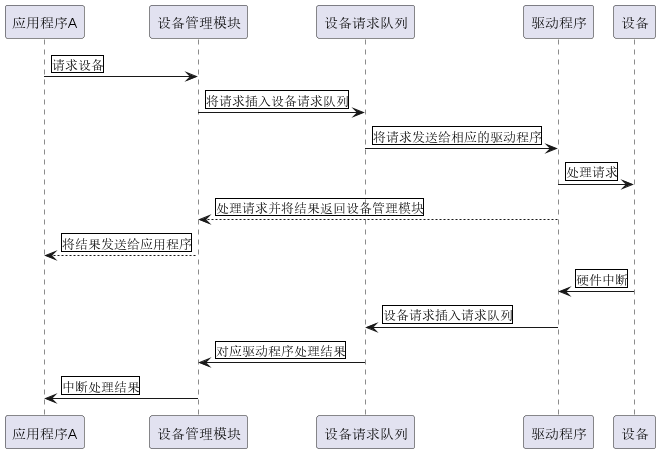 应用程序A
设备管理模块
设备请求队列
驱动程序
设备
请求设备
将请求插入设备请求队列
将请求发送给相应的驱动程序
处理请求
处理请求并将结果返回设备管理模块
将结果发送给应用程序
硬件中断
设备请求插入请求队列
对应驱动程序处理结果
中断处理结果
应用程序A
设备管理模块
设备请求队列
驱动程序
设备